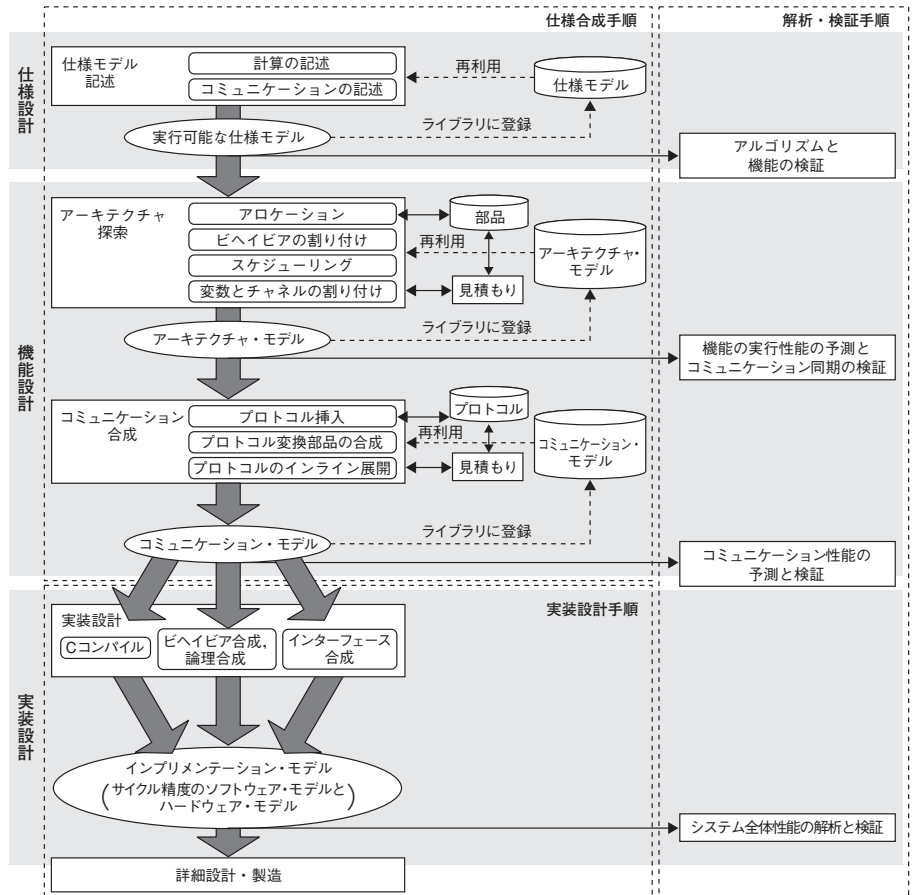 仕様合成手順
解析・検証手順
仕様設計
仕様モデル
記述
計算の記述
コミュニケーションの記述
再利用
仕様モデル
実行可能な仕様モデル
ライブラリに登録
アルゴリズムと
機能の検証
機能設計
アーキテクチャ
探索
アロケーション
ビヘイビアの割り付け
スケジューリング
変数とチャネルの割り付け
部品
再利用
見積もり
アーキテクチャ・
モデル
ライブラリに登録
アーキテクチャ・モデル
機能の実行性能の予測と
コミュニケーション同期の検証
コミュニケーション
合成
プロトコル挿入
プロトコル変換部品の合成
プロトコルのインライン展開
プロトコル
再利用
見積もり
コミュニケーション・
モデル
ライブラリに登録
コミュニケーション・モデル
コミュニケーション性能の
予測と検証
実装設計手順
実装設計
実装設計
Cコンパイル
ビヘイビア合成,
論理合成
インターフェース
合成
インプリメンテーション・モデル
(サイクル精度のソフトウェア・モデルと
ハードウェア・モデル)
システム全体性能の解析と検証
詳細設計・製造